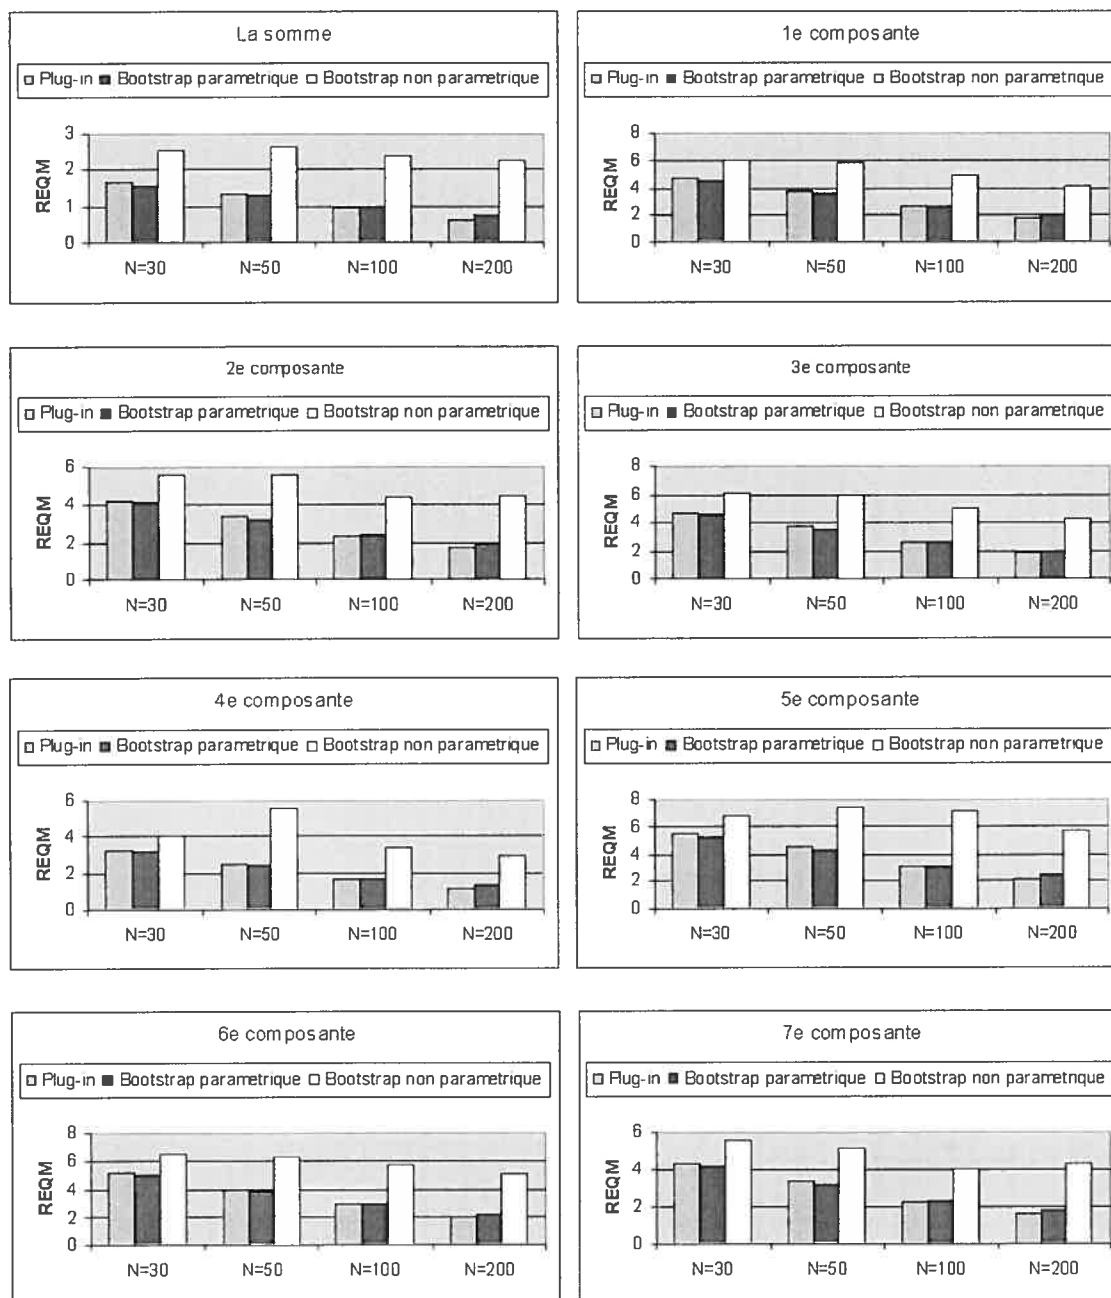 La somme
Plug-in Bootstrap parametrique Bootstrap non parametrique
REQM
3
2
1
0
N=30 N=50 N=100 N=200
1e composante
Plug-in Bootstrap parametrique Bootstrap non parametrique
REQM
8
6
4
2
0
N=30 N=50 N=100 N=200
2e composante
Plug-in Bootstrap parametrique Bootstrap non parametrique
REQM
6
4
2
0
N=30 N=50 N=100 N=200
3e composante
Plug-in Bootstrap parametrique Bootstrap non parametrique
REQM
8
6
4
2
0
N=30 N=50 N=100 N=200
4e composante
Plug-in Bootstrap parametrique Bootstrap non parametrique
REQM
6
4
2
0
N=30 N=50 N=100 N=200
5e composante
Plug-in Bootstrap parametrique Bootstrap non parametrique
REQM
8
6
4
2
0
N=30 N=50 N=100 N=200
6e composante
Plug-in Bootstrap parametrique Bootstrap non parametrique
REQM
8
6
4
2
0
N=30 N=50 N=100 N=200
7e composante
Plug-in Bootstrap parametrique Bootstrap non parametrique
REQM
6
4
2
0
N=30 N=50 N=100 N=200